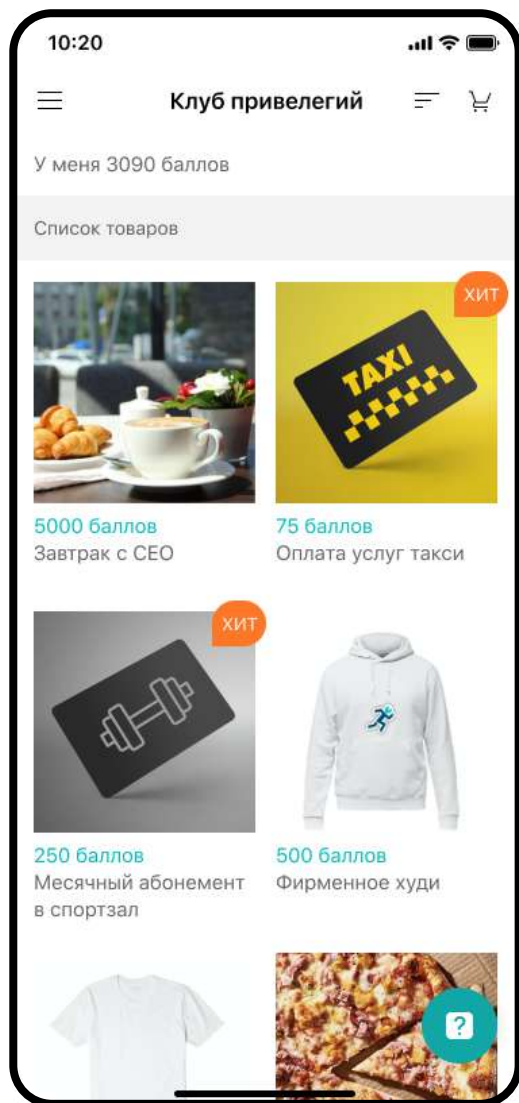 10:20
Клуб привелегий
У меня 3090 баллов
Список товаров
ХИТ
TAXI
5000 баллов
Завтрак с CEO
75 баллов
Оплата услуг такси
ХИТ
250 баллов
Месячный абонемент
в спортзал
500 баллов
Фирменное худи
?